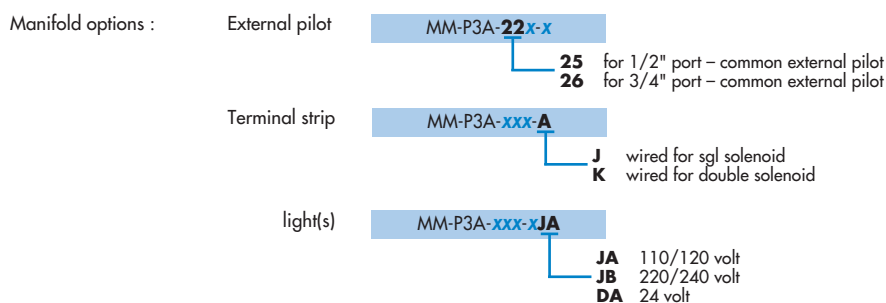 Manifold options : External pilot MM-P3A-22x-x
25 for 1/2" port – common external pilot
26 for 3/4" port – common external pilot
Terminal strip MM-P3A-xxx-A
J wired for sgl solenoid
K wired for double solenoid
light(s) MM-P3A-xxx-xJA
JA 110/120 volt
JB 220/240 volt
DA 24 volt